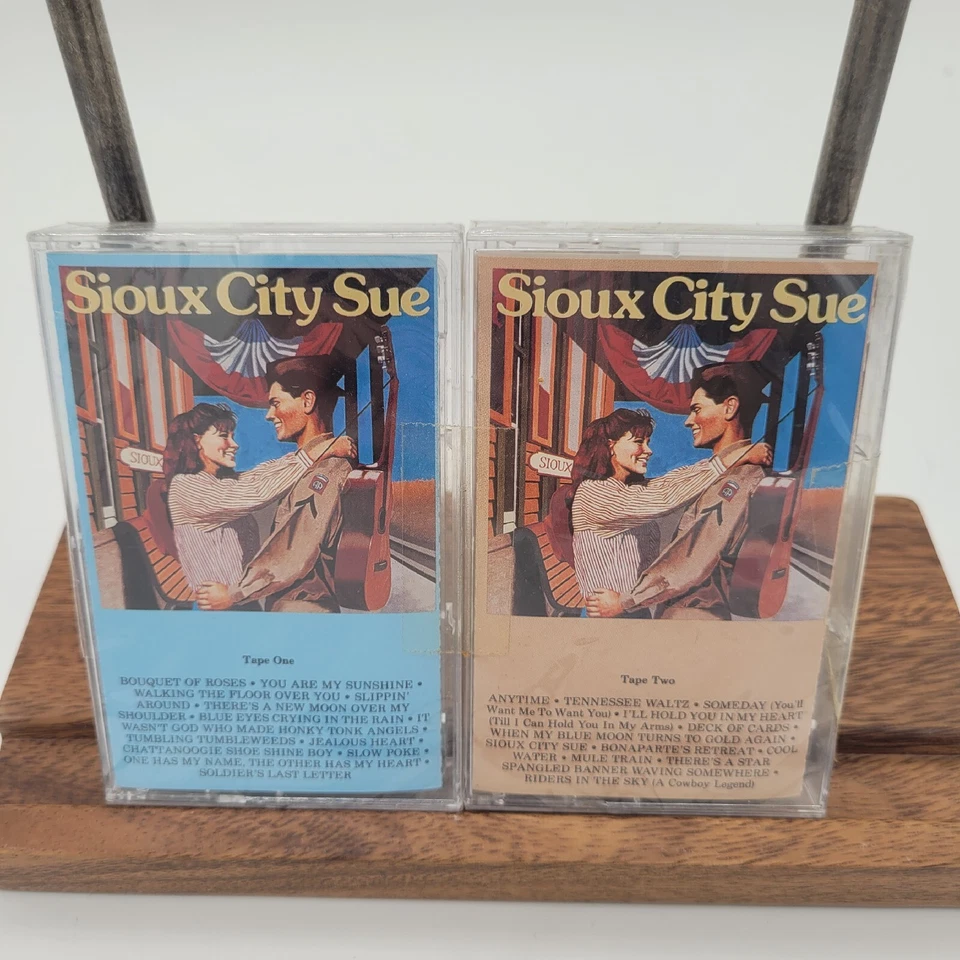 Sioux City Sue
SIOUX
Tape One
BOUQUET OF ROSES • YOU ARE MY SUNSHINE •
WALKING THE FLOOR OVER YOU • SLIPPIN'
AROUND • THERE'S A NEW MOON OVER MY
SHOULDER • BLUE EYES CRYING IN THE RAIN • IT
WASN'T GOD WHO MADE HONKY TONK ANGELS •
TUMBLING TUMBLEWEEDS • JEALOUS HEART •
CHATTANOOGIE SHOE SHINE BOY • SLOW POKE •
ONE HAS MY NAME, THE OTHER HAS MY HEART •
SOLDIER'S LAST LETTER
Sioux City Sue
SIOUX
Tape Two
ANYTIME • TENNESSEE WALTZ • SOMEDAY (You'll
Want Me To Want You) • I'LL HOLD YOU IN MY HEART
(Till I Can Hold You In My Arms) • DECK OF CARDS •
WHEN MY BLUE MOON TURNS TO GOLD AGAIN •
SIOUX CITY SUE • BONAPARTE'S RETREAT • COOL
WATER • MULE TRAIN • THERE'S A STAR
SPANGLED BANNER WAVING SOMEWHERE •
RIDERS IN THE SKY (A Cowboy Legend)